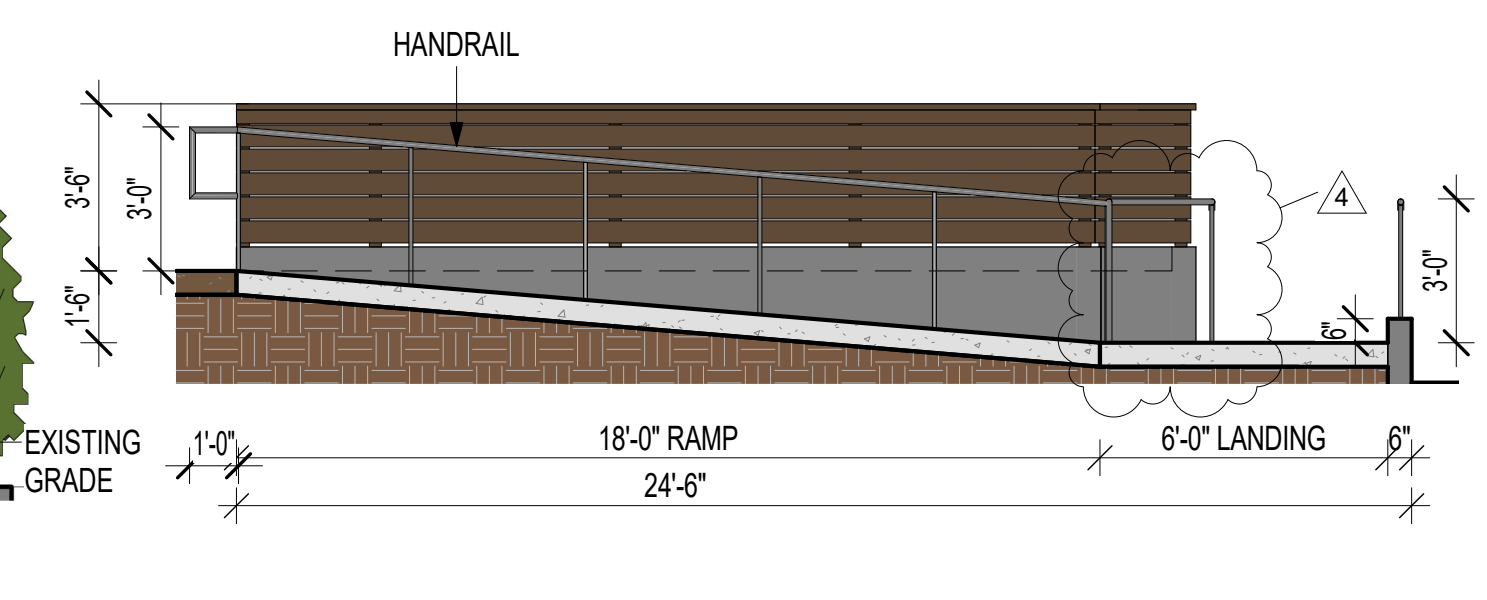 HANDRAIL
3'-6"
3'-0"
1'-6"
4
3'-0"
6"
EXISTING
GRADE
1'-0"
18'-0" RAMP
6'-0" LANDING
6"
24'-6"